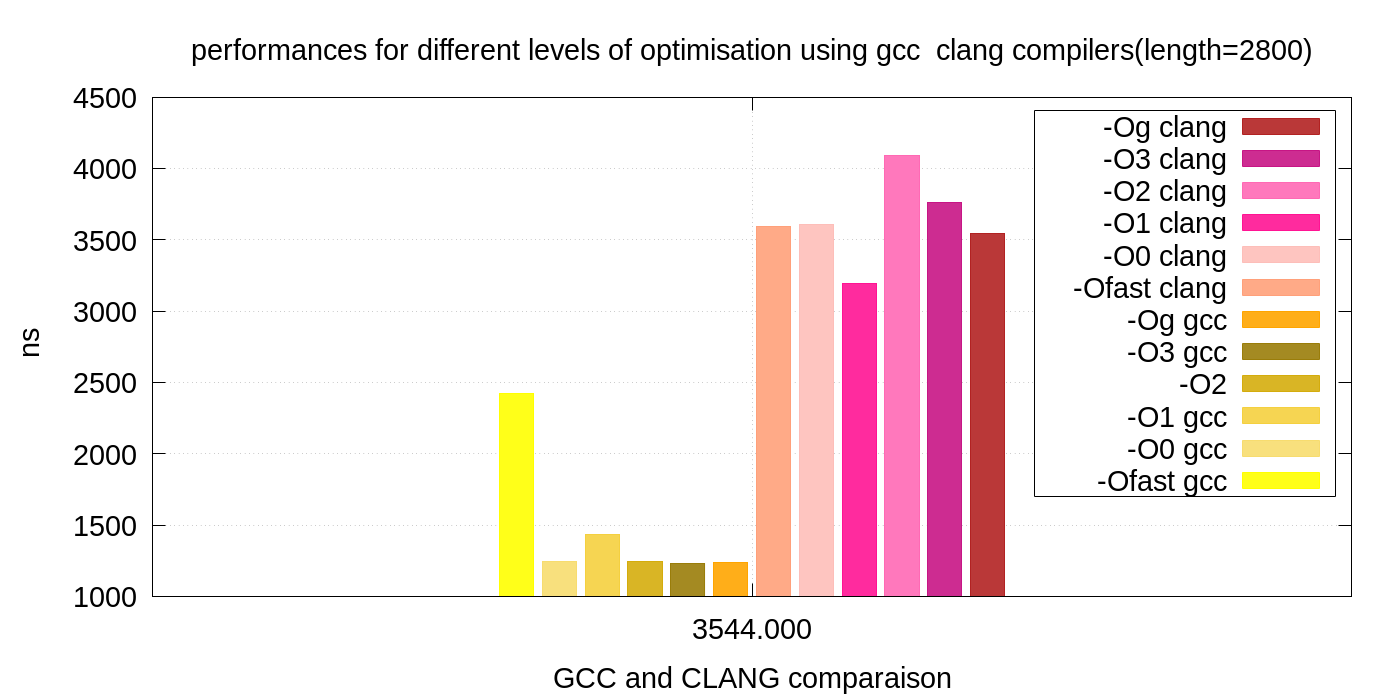 performances for different levels of optimisation using gcc  clang compilers(length=2800)
4500
4000
3500
3000
2500
2000
1500
1000
ns
-Og clang
-O3 clang
-O2 clang
-O1 clang
-O0 clang
-Ofast clang
-Og gcc
-O3 gcc
-O2
-O1 gcc
-O0 gcc
-Ofast gcc
3544.000
GCC and CLANG comparaison